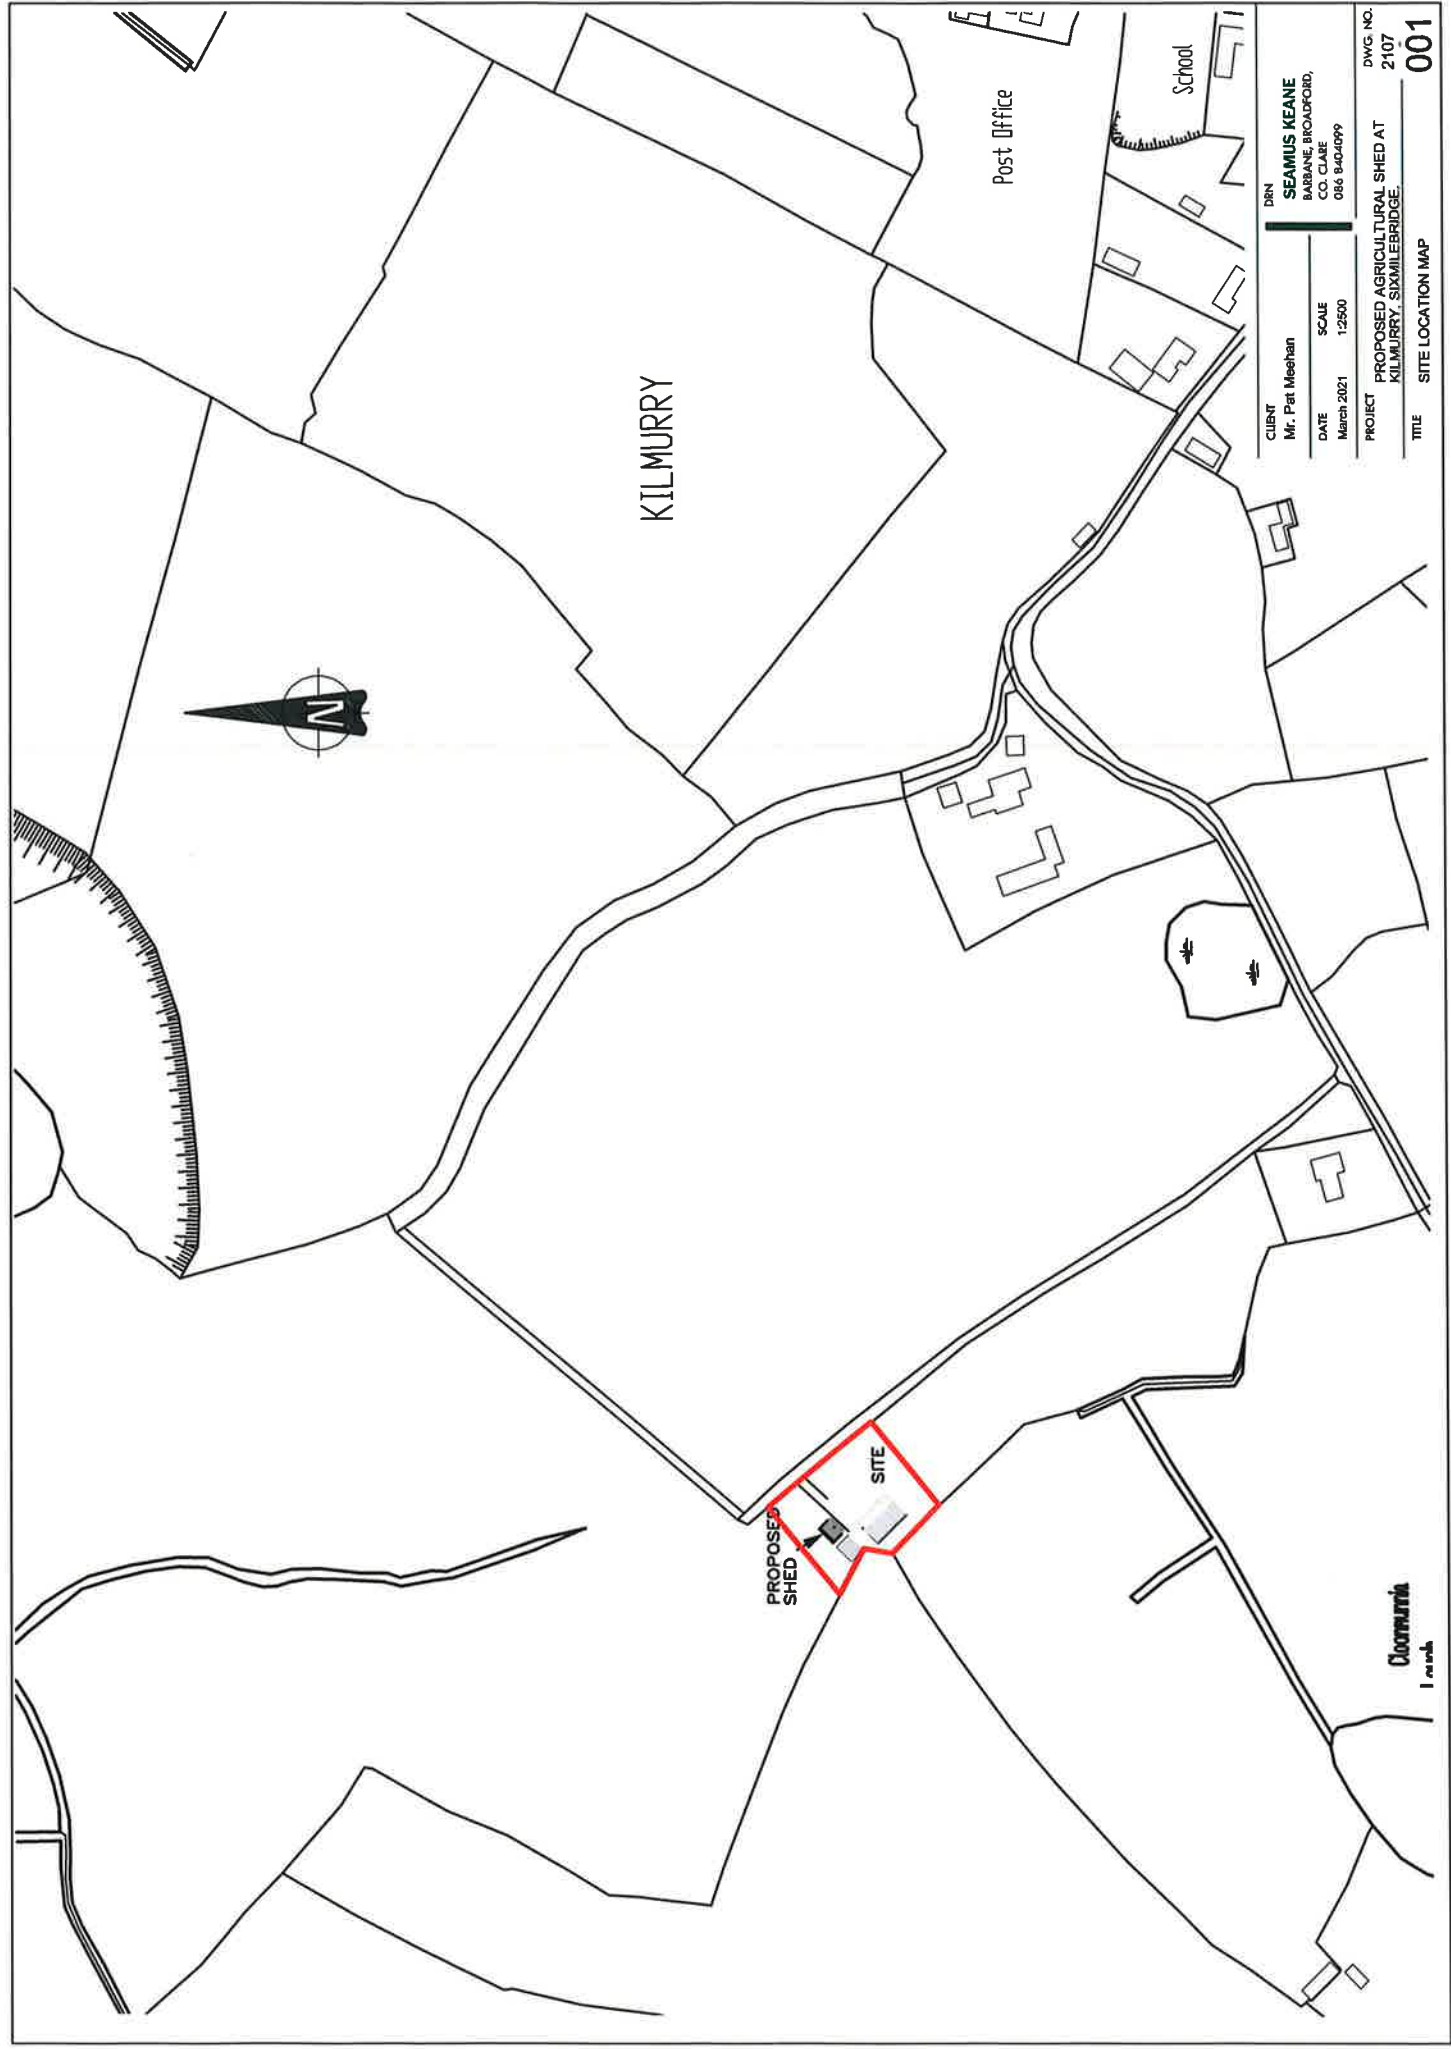 KILMURRY
Post Office
School
N
PROPOSED
SHED
SITE
Cloonmunnia
Lough
CLIENT
Mr. Pat Meehan
DATE
March 2021
SCALE
1:2500
DRN
SEAMUS KEANE
BARBANE, BROADFORD,
CO. CLARE
086 8404099
PROJECT
PROPOSED AGRICULTURAL SHED AT
KILMURRY, SIXMILEBRIDGE.
DWG. NO.
2107
001
TITLE
SITE LOCATION MAP